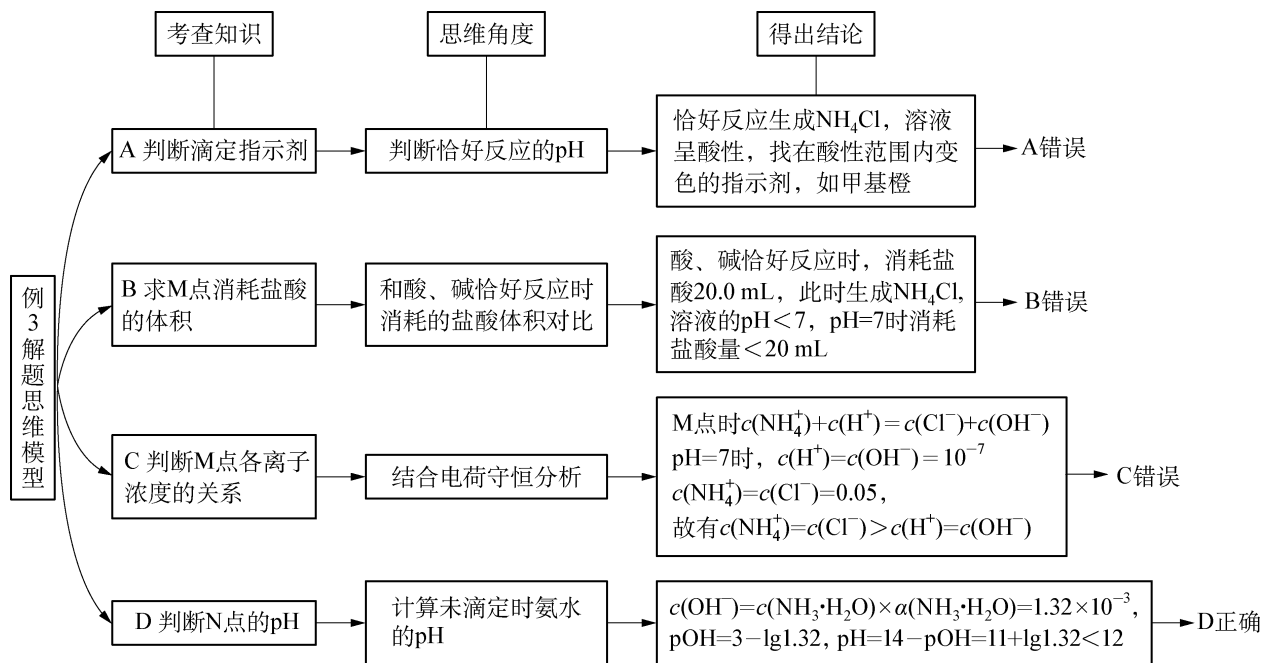 考查知识
思维角度
得出结论
A 判断滴定指示剂
判断恰好反应的pH
恰好反应生成NH₄Cl，溶液
呈酸性，找在酸性范围内变
色的指示剂，如甲基橙
A错误
例3解题思维模型
B 求M点消耗盐酸
的体积
和酸、碱恰好反应时
消耗的盐酸体积对比
酸、碱恰好反应时，消耗盐
酸20.0 mL，此时生成NH₄Cl,
溶液的pH＜7，pH=7时消耗
盐酸量＜20 mL
B错误
C 判断M点各离子
浓度的关系
结合电荷守恒分析
M点时c(NH₄⁺)+c(H⁺)=c(Cl⁻)+c(OH⁻)
pH=7时，c(H⁺)=c(OH⁻)=10⁻⁷
c(NH₄⁺)=c(Cl⁻)=0.05，
故有c(NH₄⁺)=c(Cl⁻)＞c(H⁺)=c(OH⁻)
C错误
D 判断N点的pH
计算未滴定时氨水
的pH
c(OH⁻)=c(NH₃·H₂O)×α(NH₃·H₂O)=1.32×10⁻³,
pOH=3−lg1.32, pH=14−pOH=11+lg1.32<12
D正确